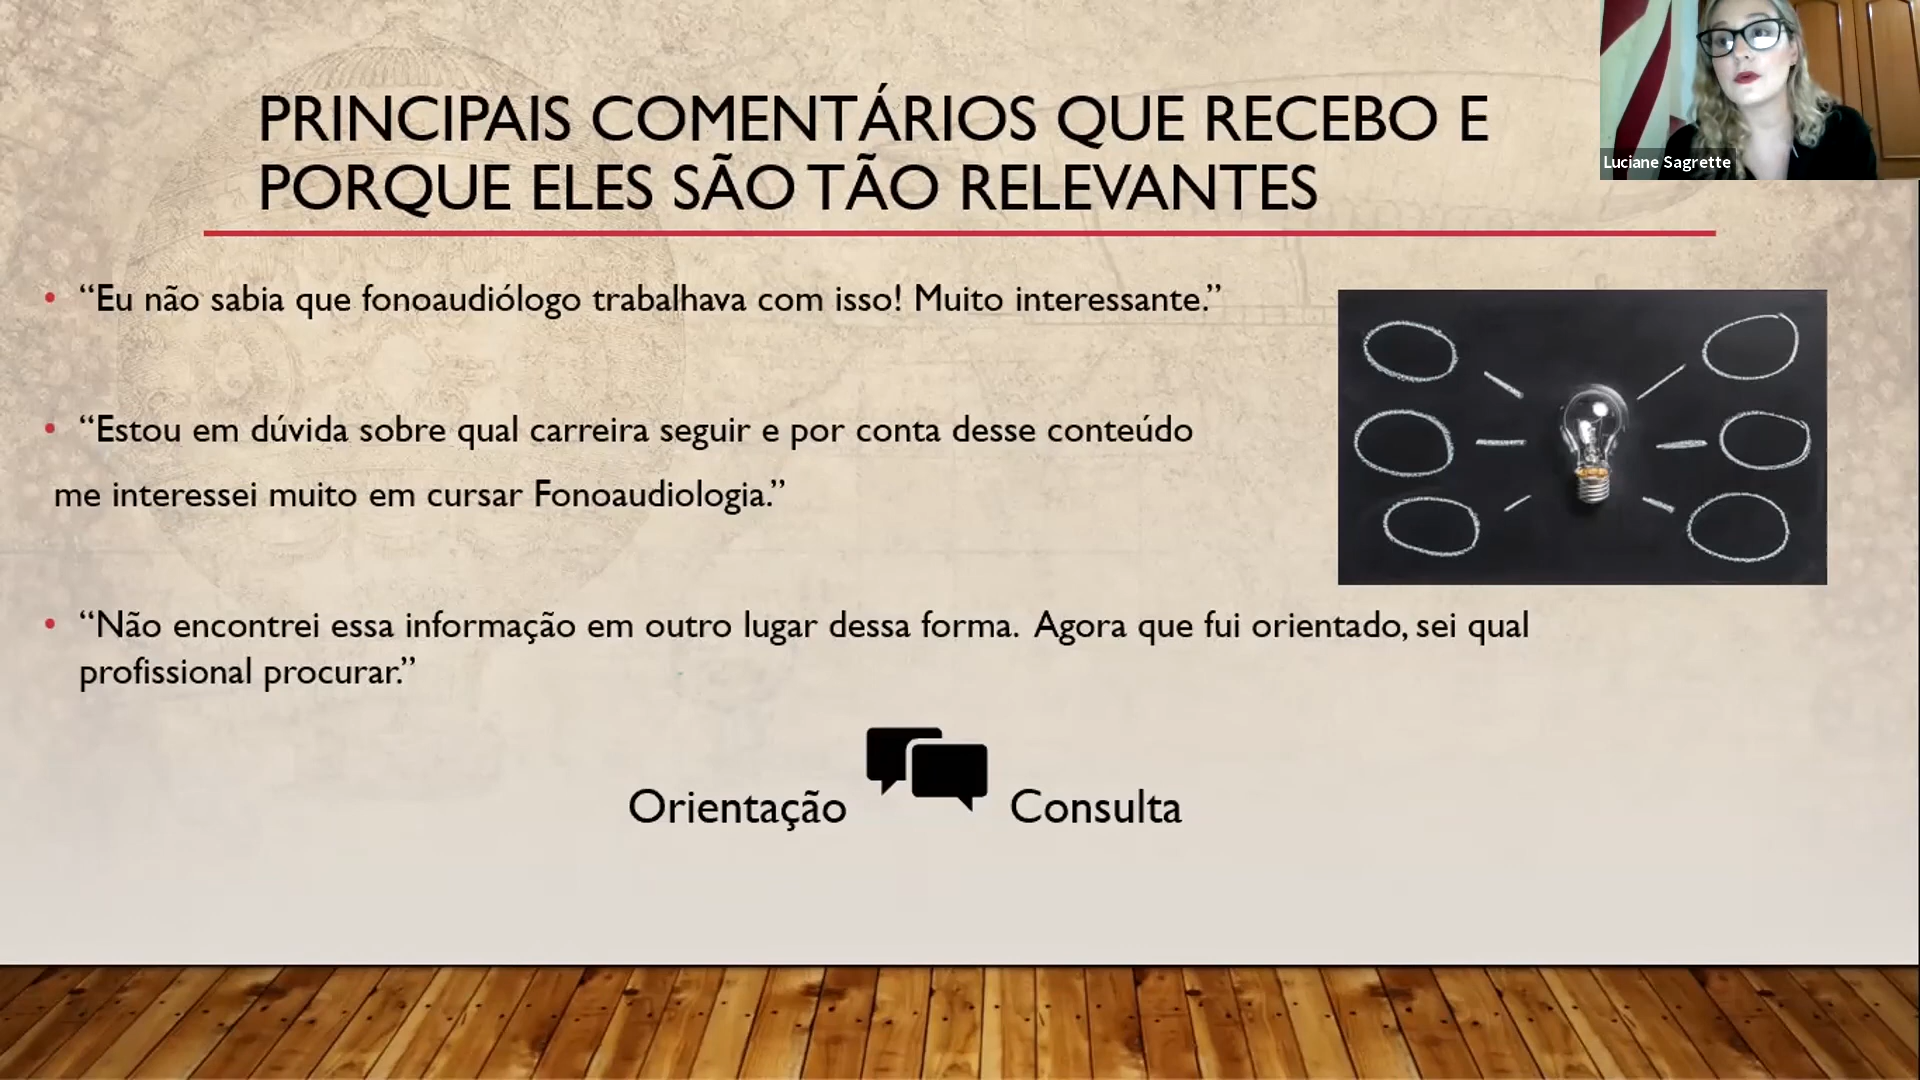 PRINCIPAIS COMENTÁRIOS QUE RECEBO E
PORQUE ELES SÃO TÃO RELEVANTES
Luciane Sagrette
• “Eu não sabia que fonoaudiólogo trabalhava com isso! Muito interessante.”
• “Estou em dúvida sobre qual carreira seguir e por conta desse conteúdo
me interessei muito em cursar Fonoaudiologia.”
• “Não encontrei essa informação em outro lugar dessa forma. Agora que fui orientado, sei qual
profissional procurar.”
Orientação Consulta